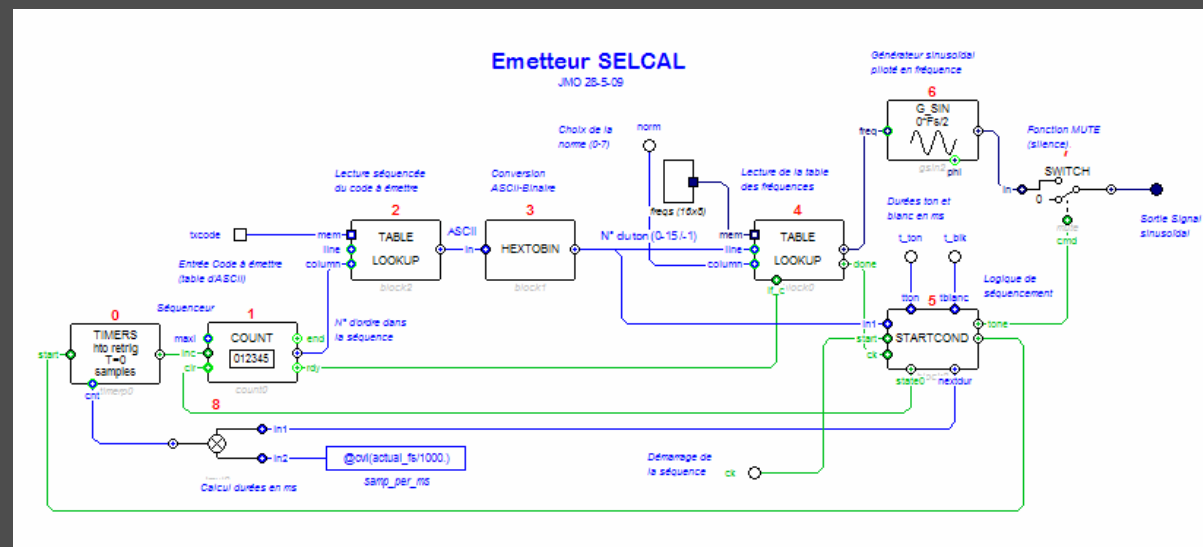 Emetteur SELCAL
JMO 28-5-09
Générateur sinusoïdal
piloté en fréquence
6
G_SIN
0*Fs/2
freq
phi
gsin2
Fonction MUTE
(silence).
SWITCH
in
0
mute
cmd
Sortie Signal
sinusoïdal
Choix de la
norme (0-7)
norm
freqs (16x8)
Lecture de la table
des fréquences
Lecture séquencée
du code à émettre
Conversion
ASCII-Binaire
2
TABLE
LOOKUP
mem
line
column
block2
txcode
Entrée Code à émettre
(table d'ASCII)
ASCII
in
3
HEXTOBIN
block1
N° du ton (0-15/-1)
4
TABLE
LOOKUP
mem
line
column
done
Durées ton et
blanc en ms
t_ton
t_blk
Logique de
séquencement
5
STARTCOND
tton
tblanc
in1
start
ck
tone
state0
nextdur
Séquenceur
0
TIMERS
hto retrig
T=0
samples
start
cnt
timerp0
1
COUNT
012345
maxi
inc
clr
end
rdy
count0
N° d'ordre dans
la séquence
8
in1
in2
@cvl(actual_fs/1000.)
samp_per_ms
Calcul durées en ms
Démarrage de
la séquence
ck